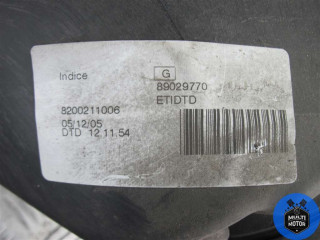 Indice
G
89029770
ETIDTD
8200211006
05/12/05
DTD 12 11.54
MULTI
MOTOR